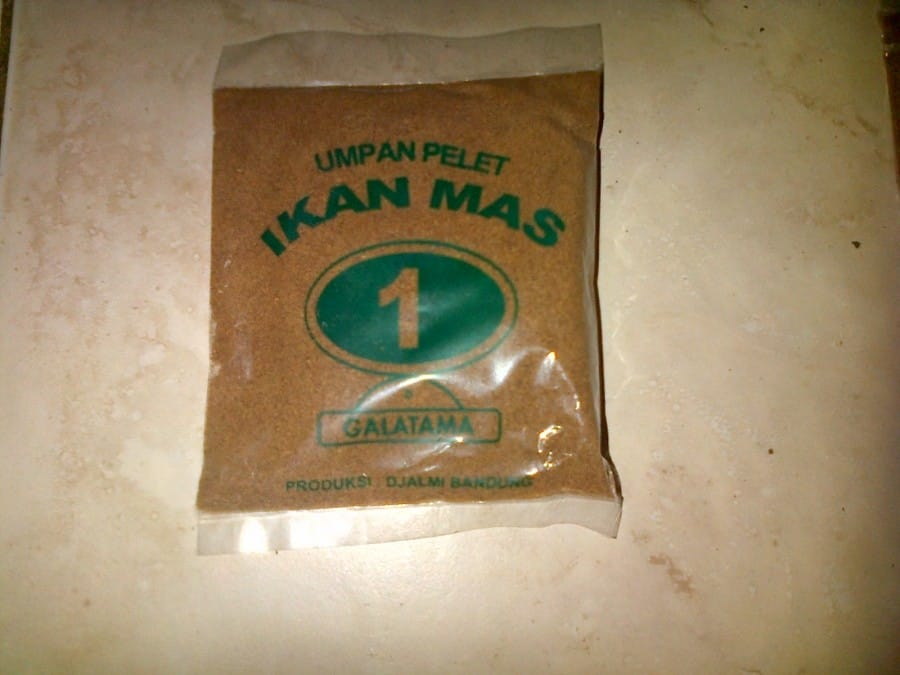 UMPAN PELET
IKAN MAS
1
GALATAMA
PRODUKSI DJALMI BANDUNG